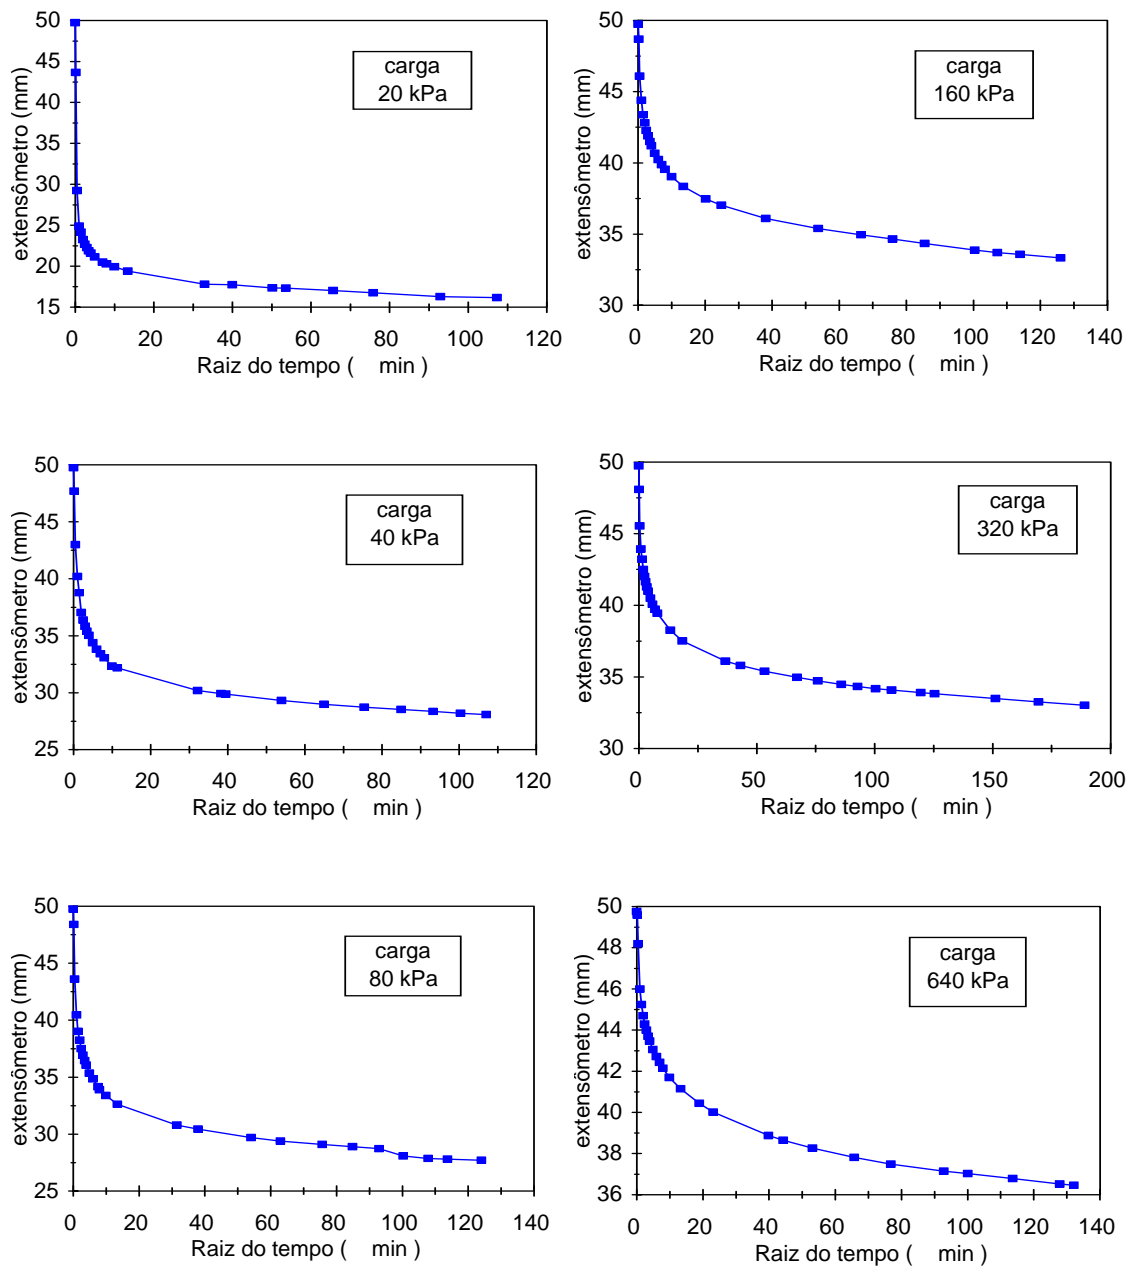 50
45
40
35
30
25
20
15
extensômetro (mm)
carga
20 kPa
0 20 40 60 80 100 120
Raiz do tempo ( min )
50
45
40
35
30
extensômetro (mm)
carga
160 kPa
0 20 40 60 80 100 120 140
Raiz do tempo ( min )
50
45
40
35
30
25
extensômetro (mm)
carga
40 kPa
0 20 40 60 80 100 120
Raiz do tempo ( min )
50
45
40
35
30
extensômetro (mm)
carga
320 kPa
0 50 100 150 200
Raiz do tempo ( min )
50
45
40
35
30
25
extensômetro (mm)
carga
80 kPa
0 20 40 60 80 100 120 140
Raiz do tempo ( min )
50
48
46
44
42
40
38
36
extensômetro (mm)
carga
640 kPa
0 20 40 60 80 100 120 140
Raiz do tempo ( min )